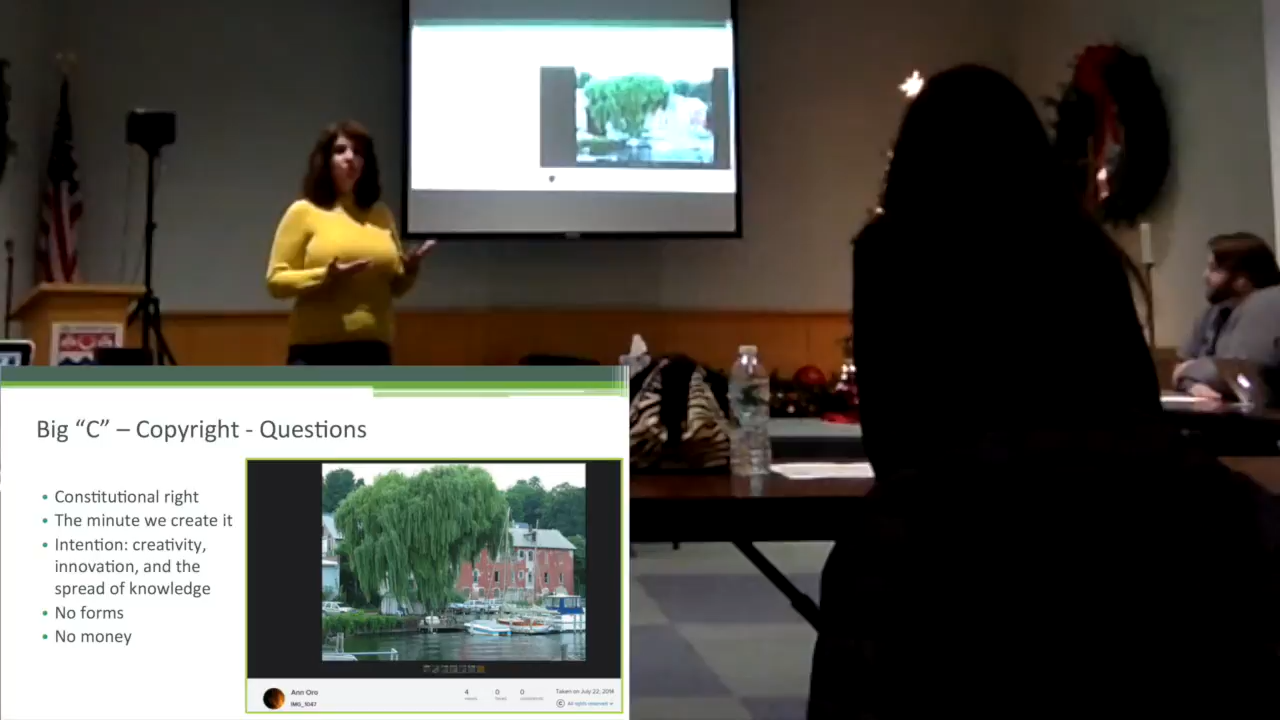 Big “C” – Copyright - Questions
• Constitutional right
• The minute we create it
• Intention: creativity,
innovation, and the
spread of knowledge
• No forms
• No money
Ann Oro
IMG_1047
4
0
0
views
Taken on July 22, 2014
© All rights reserved